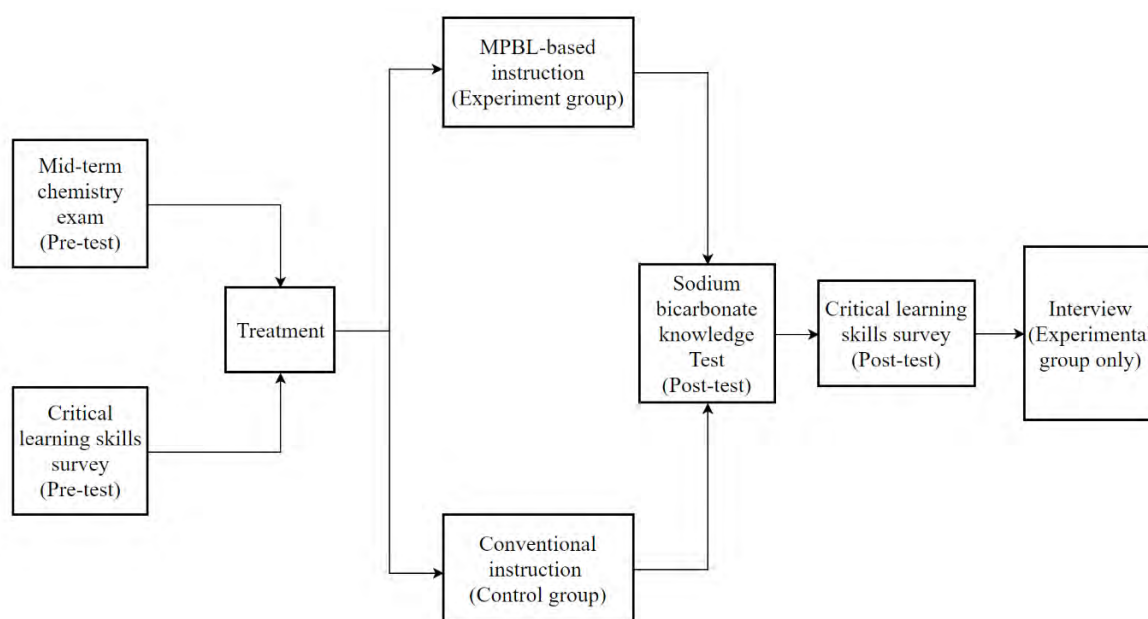 MPBL-based
instruction
(Experiment group)
Mid-term
chemistry
exam
(Pre-test)
Treatment
Critical
learning skills
survey
(Pre-test)
Conventional
instruction
(Control group)
Sodium
bicarbonate
knowledge
Test
(Post-test)
Critical learning
skills survey
(Post-test)
Interview
(Experimental
group only)